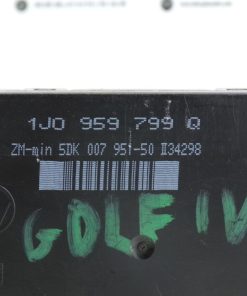 1J0 959 799 Q
ZM-min 5DK 007 951-50 II34298
GOLF IV